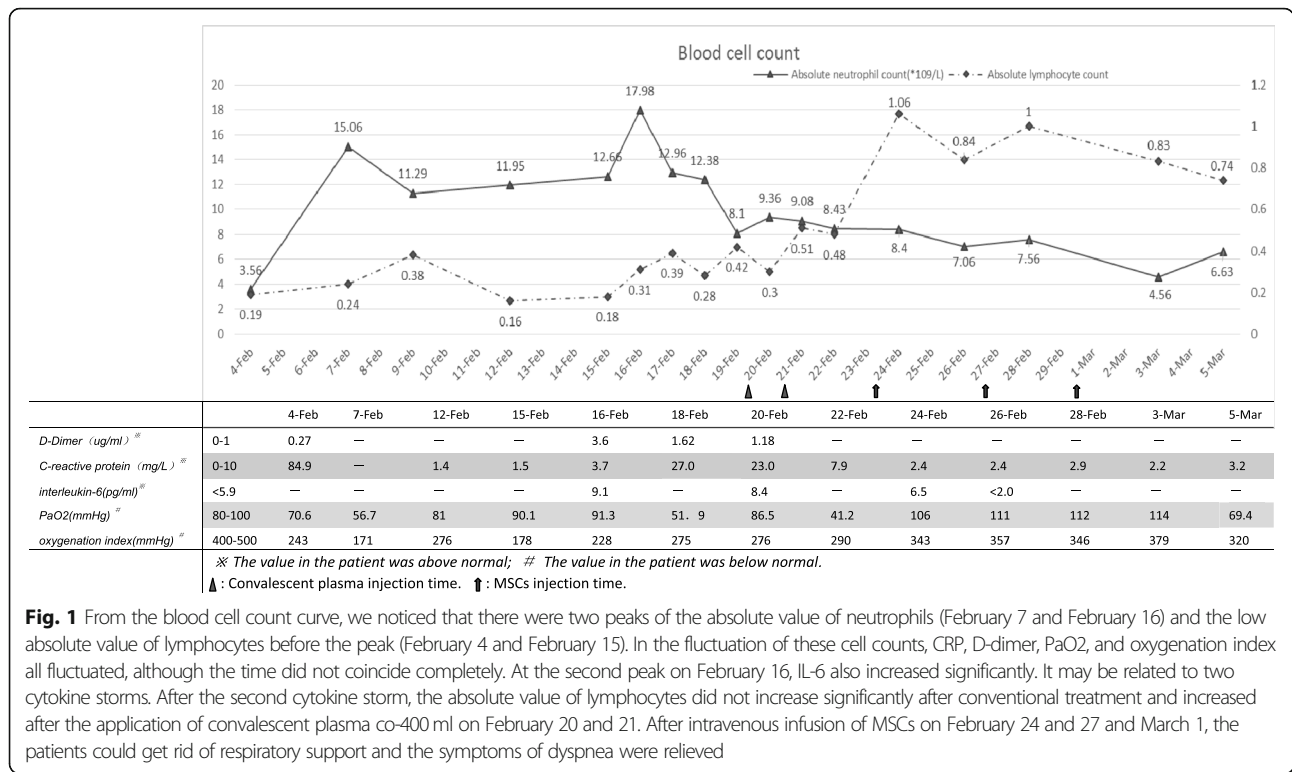 Blood cell count
Absolute neutrophil count(*109/L) Absolute lymphocyte count
20 1.2
18
16 1
14
12 0.8
10 0.6
8
6 0.4
4
2 0.2
0 0
3.56 15.06 11.29 11.95 12.66 17.98 12.96 12.38 8.1 9.36 9.08 8.43 8.4 7.06 7.56 4.56 6.63
0.19 0.24 0.38 0.16 0.18 0.31 0.39 0.28 0.42 0.3 0.51 0.48 1.06 0.84 1 0.83 0.74
4-Feb 5-Feb 6-Feb 7-Feb 8-Feb 9-Feb 10-Feb 11-Feb 12-Feb 13-Feb 14-Feb 15-Feb 16-Feb 17-Feb 18-Feb 19-Feb 20-Feb 21-Feb 22-Feb 23-Feb 24-Feb 25-Feb 26-Feb 27-Feb 28-Feb 29-Feb 1-Mar 2-Mar 3-Mar 4-Mar 5-Mar
4-Feb 7-Feb 12-Feb 15-Feb 16-Feb 18-Feb 20-Feb 22-Feb 24-Feb 26-Feb 28-Feb 3-Mar 5-Mar
D-Dimer（ug/ml）※ 0-1 0.27 — — — 3.6 1.62 1.18 — — — — — —
C-reactive protein（mg/L）※ 0-10 84.9 — 1.4 1.5 3.7 27.0 23.0 7.9 2.4 2.4 2.9 2.2 3.2
interleukin-6(pg/ml)※ <5.9 — — — — 9.1 — 8.4 — 6.5 <2.0 — — —
PaO2(mmHg) # 80-100 70.6 56.7 81 90.1 91.3 51．9 86.5 41.2 106 111 112 114 69.4
oxygenation index(mmHg) # 400-500 243 171 276 178 228 275 276 290 343 357 346 379 320
※ The value in the patient was above normal; # The value in the patient was below normal.
: Convalescent plasma injection time. : MSCs injection time.
Fig. 1 From the blood cell count curve, we noticed that there were two peaks of the absolute value of neutrophils (February 7 and February 16) and the low
absolute value of lymphocytes before the peak (February 4 and February 15). In the fluctuation of these cell counts, CRP, D-dimer, PaO2, and oxygenation index
all fluctuated, although the time did not coincide completely. At the second peak on February 16, IL-6 also increased significantly. It may be related to two
cytokine storms. After the second cytokine storm, the absolute value of lymphocytes did not increase significantly after conventional treatment and increased
after the application of convalescent plasma co-400 ml on February 20 and 21. After intravenous infusion of MSCs on February 24 and 27 and March 1, the
patients could get rid of respiratory support and the symptoms of dyspnea were relieved